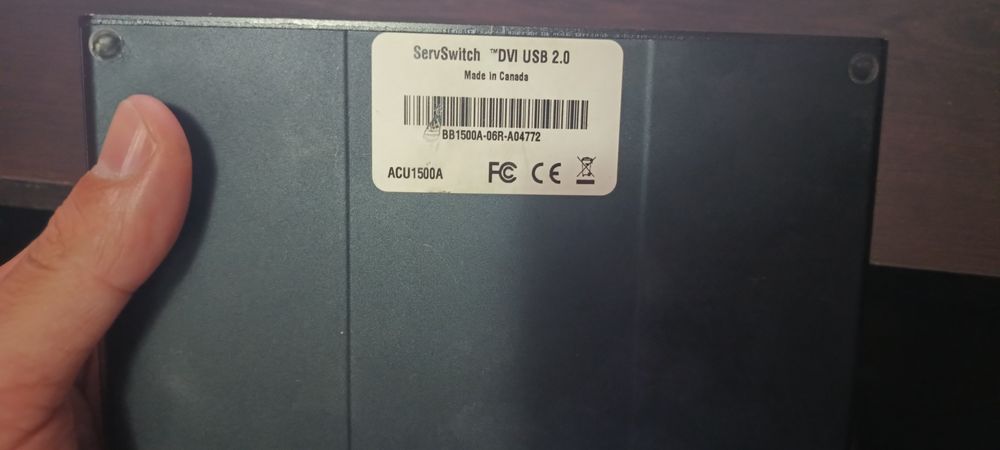 ServSwitch ™DVI USB 2.0
Made in Canada
BB1500A-06R-A04772
ACU1500A FC CE